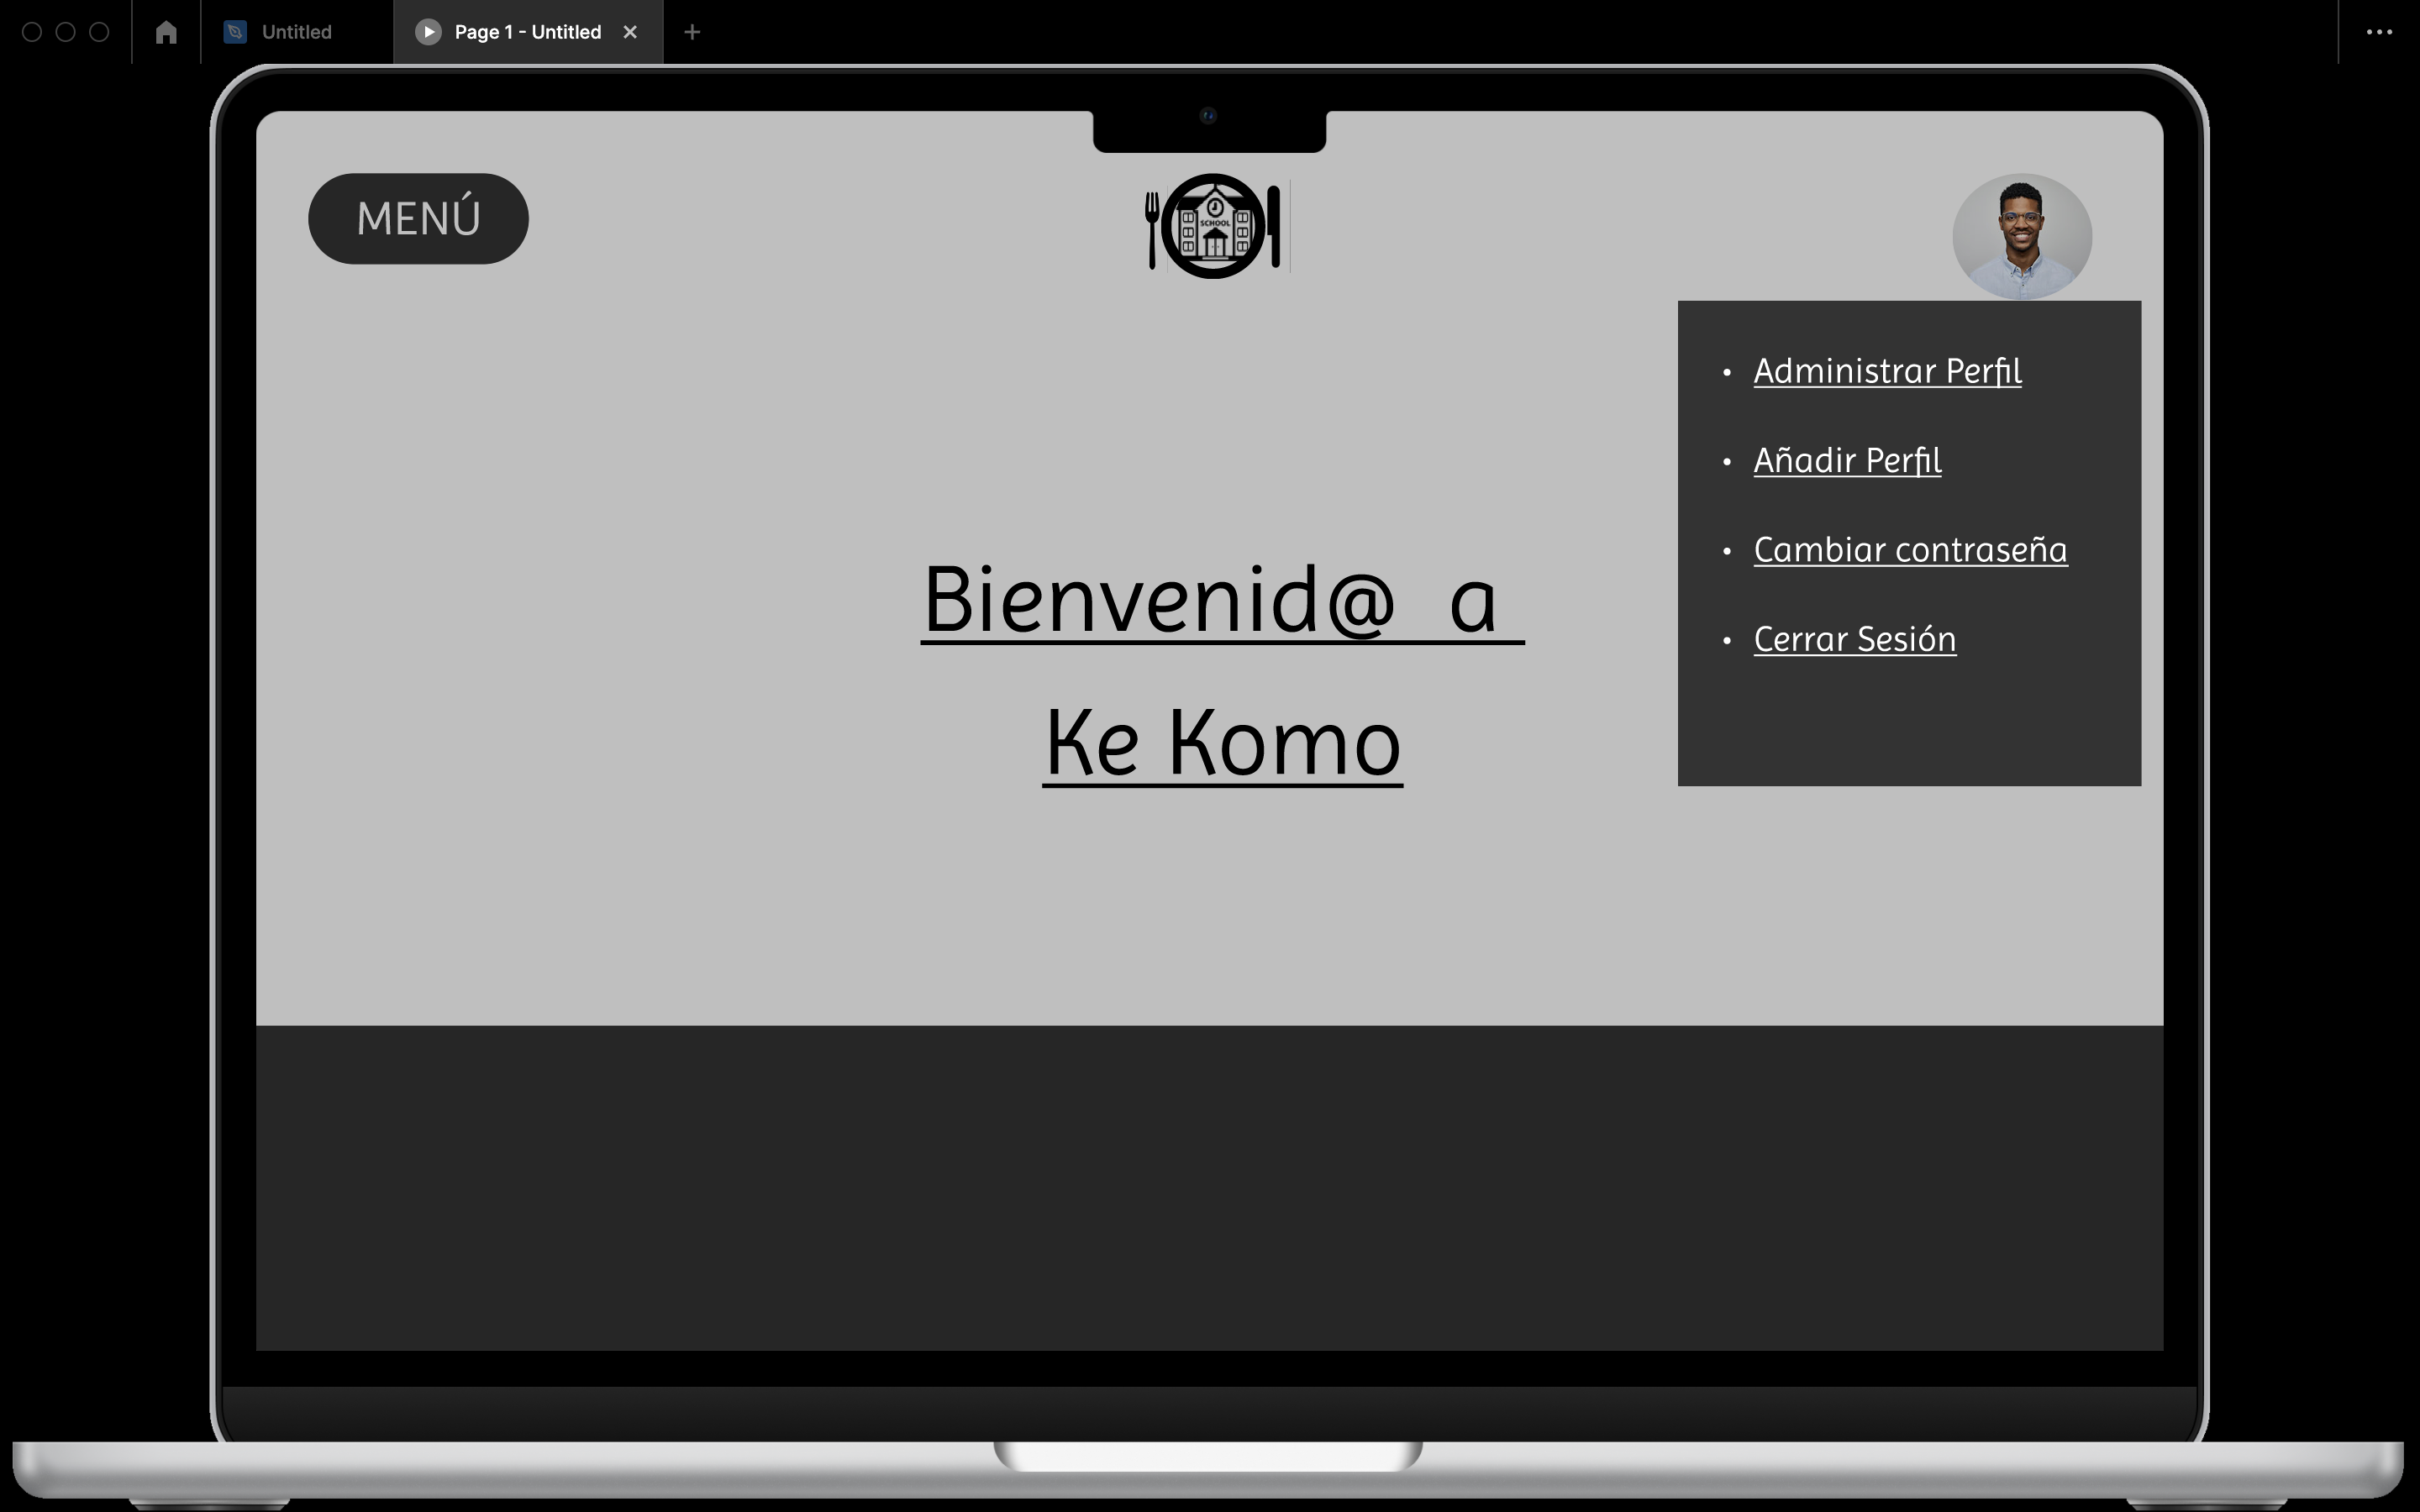 Untitled
Page 1 - Untitled
MENÚ
SCHOOL
• Administrar Perfil
• Añadir Perfil
• Cambiar contraseña
• Cerrar Sesión
Bienvenid@ a
Ke Komo